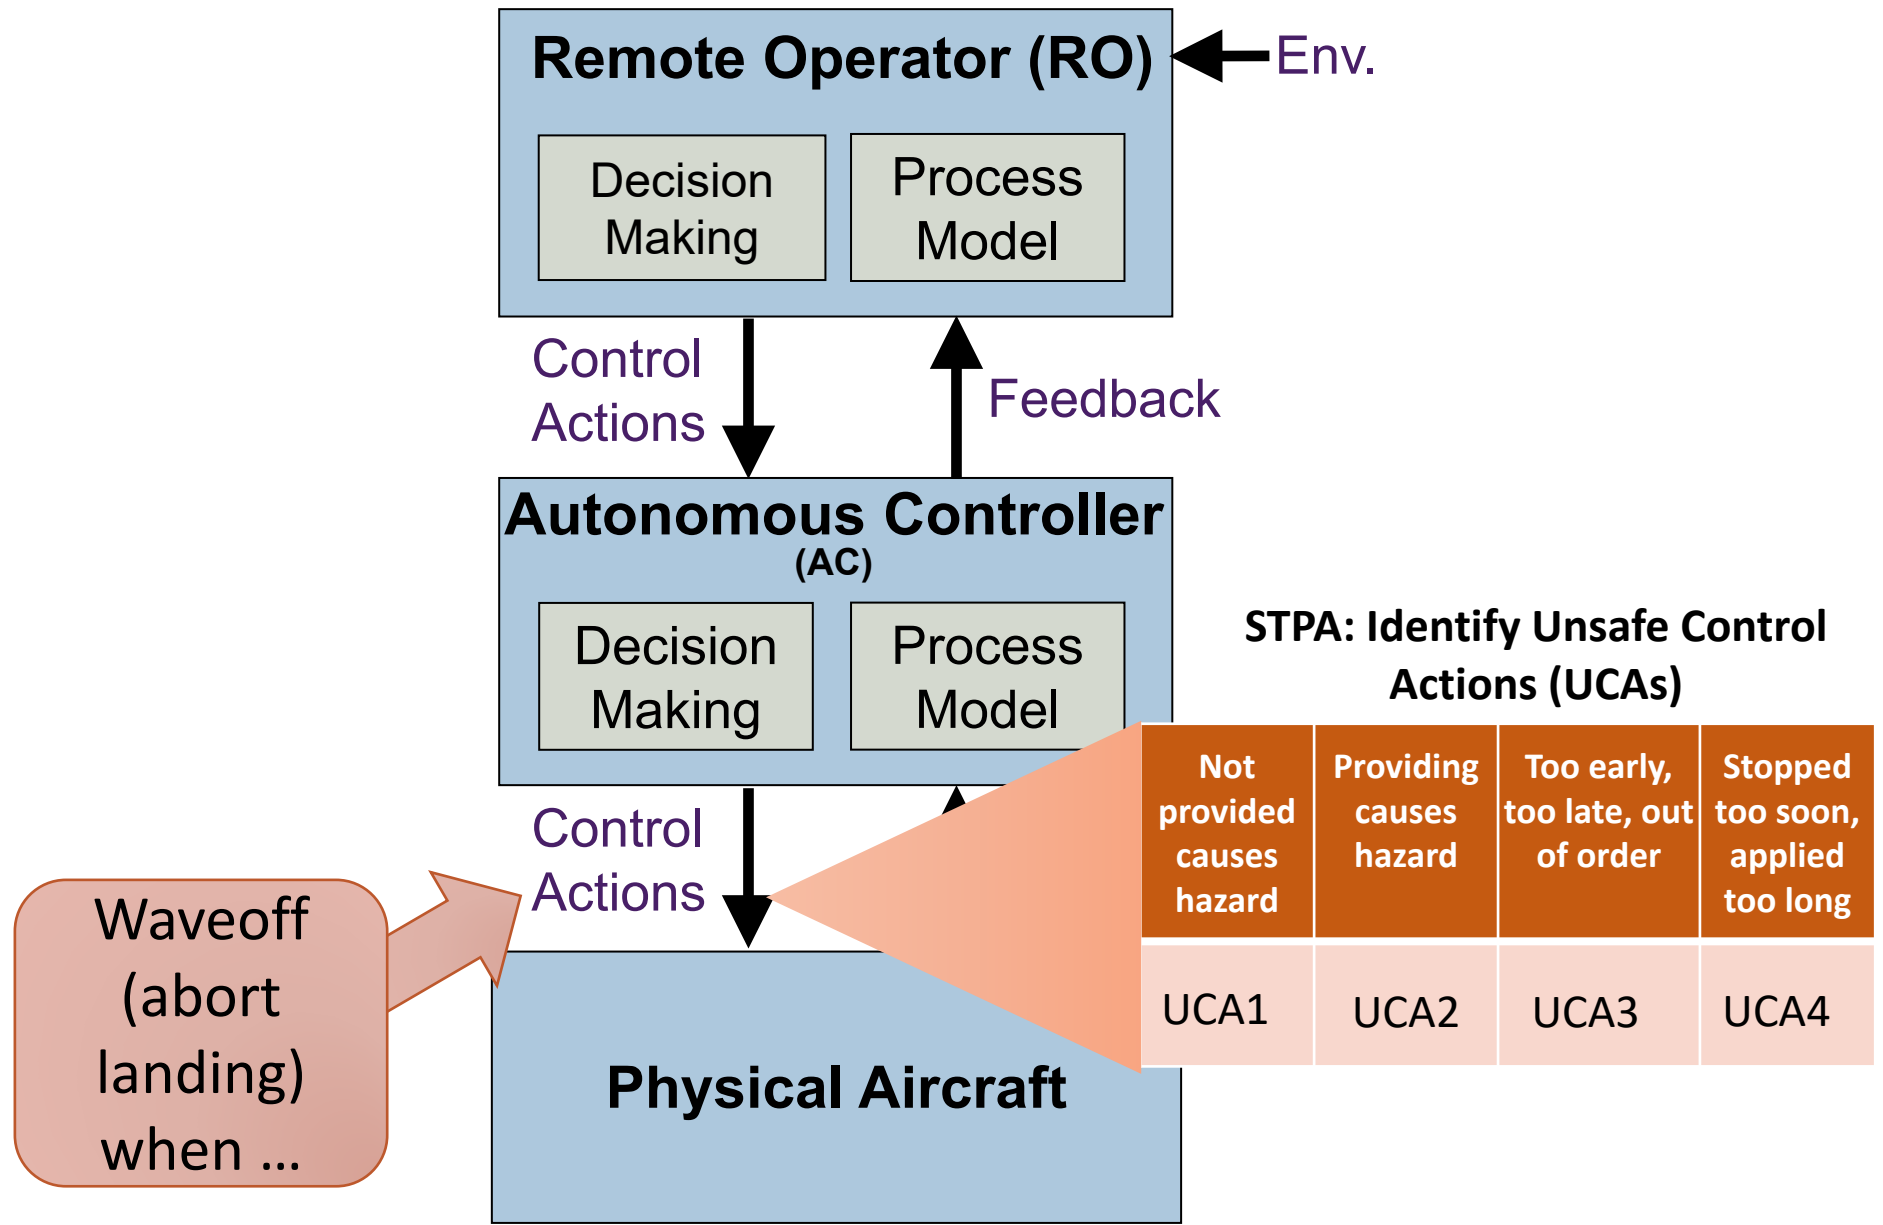 Remote Operator (RO)
Env.
Decision
Making
Process
Model
Control
Actions
Feedback
Autonomous Controller
(AC)
Decision
Making
Process
Model
STPA: Identify Unsafe Control
Actions (UCAs)
Not
provided
causes
hazard
Providing
causes
hazard
Too early,
too late, out
of order
Stopped
too soon,
applied
too long
UCA1
UCA2
UCA3
UCA4
Control
Actions
Waveoff
(abort
landing)
when ...
Physical Aircraft